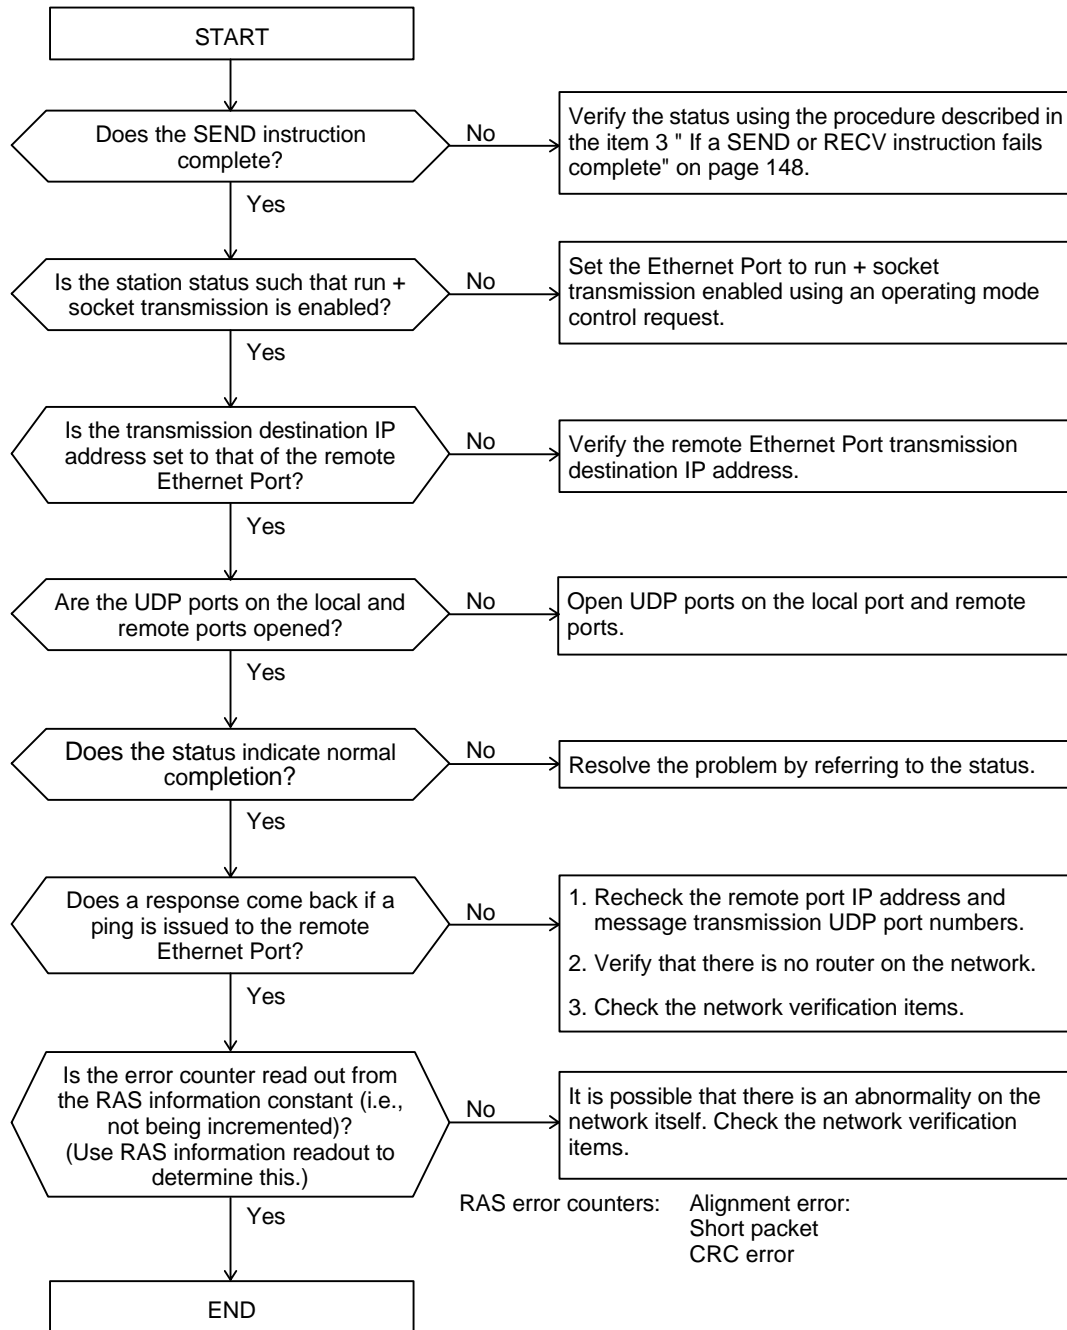 START
Does the SEND instruction
complete?
No
Verify the status using the procedure described in
the item 3 " If a SEND or RECV instruction fails
complete" on page 148.
Yes
Is the station status such that run +
socket transmission is enabled?
No
Set the Ethernet Port to run + socket
transmission enabled using an operating mode
control request.
Yes
Is the transmission destination IP
address set to that of the remote
Ethernet Port?
No
Verify the remote Ethernet Port transmission
destination IP address.
Yes
Are the UDP ports on the local and
remote ports opened?
No
Open UDP ports on the local port and remote
ports.
Yes
Does the status indicate normal
completion?
No
Resolve the problem by referring to the status.
Yes
Does a response come back if a
ping is issued to the remote
Ethernet Port?
No
1. Recheck the remote port IP address and
message transmission UDP port numbers.
2. Verify that there is no router on the network.
3. Check the network verification items.
Yes
Is the error counter read out from
the RAS information constant (i.e.,
not being incremented)?
(Use RAS information readout to
determine this.)
No
It is possible that there is an abnormality on the
network itself. Check the network verification
items.
Yes
RAS error counters: Alignment error:
Short packet
CRC error
END